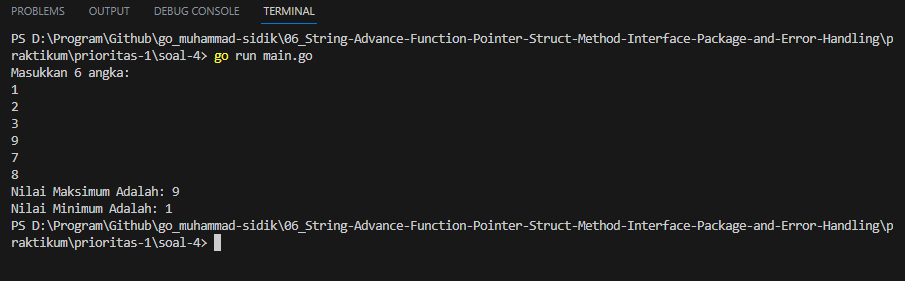 PROBLEMS OUTPUT DEBUG CONSOLE TERMINAL
PS D:\Program\Github\go_muhammad-sidik\06_String-Advance-Function-Pointer-Struct-Method-Interface-Package-and-Error-Handling\p
raktikum\prioritas-1\soal-4> go run main.go
Masukkan 6 angka:
1
2
3
9
7
8
Nilai Maksimum Adalah: 9
Nilai Minimum Adalah: 1
PS D:\Program\Github\go_muhammad-sidik\06_String-Advance-Function-Pointer-Struct-Method-Interface-Package-and-Error-Handling\p
raktikum\prioritas-1\soal-4>